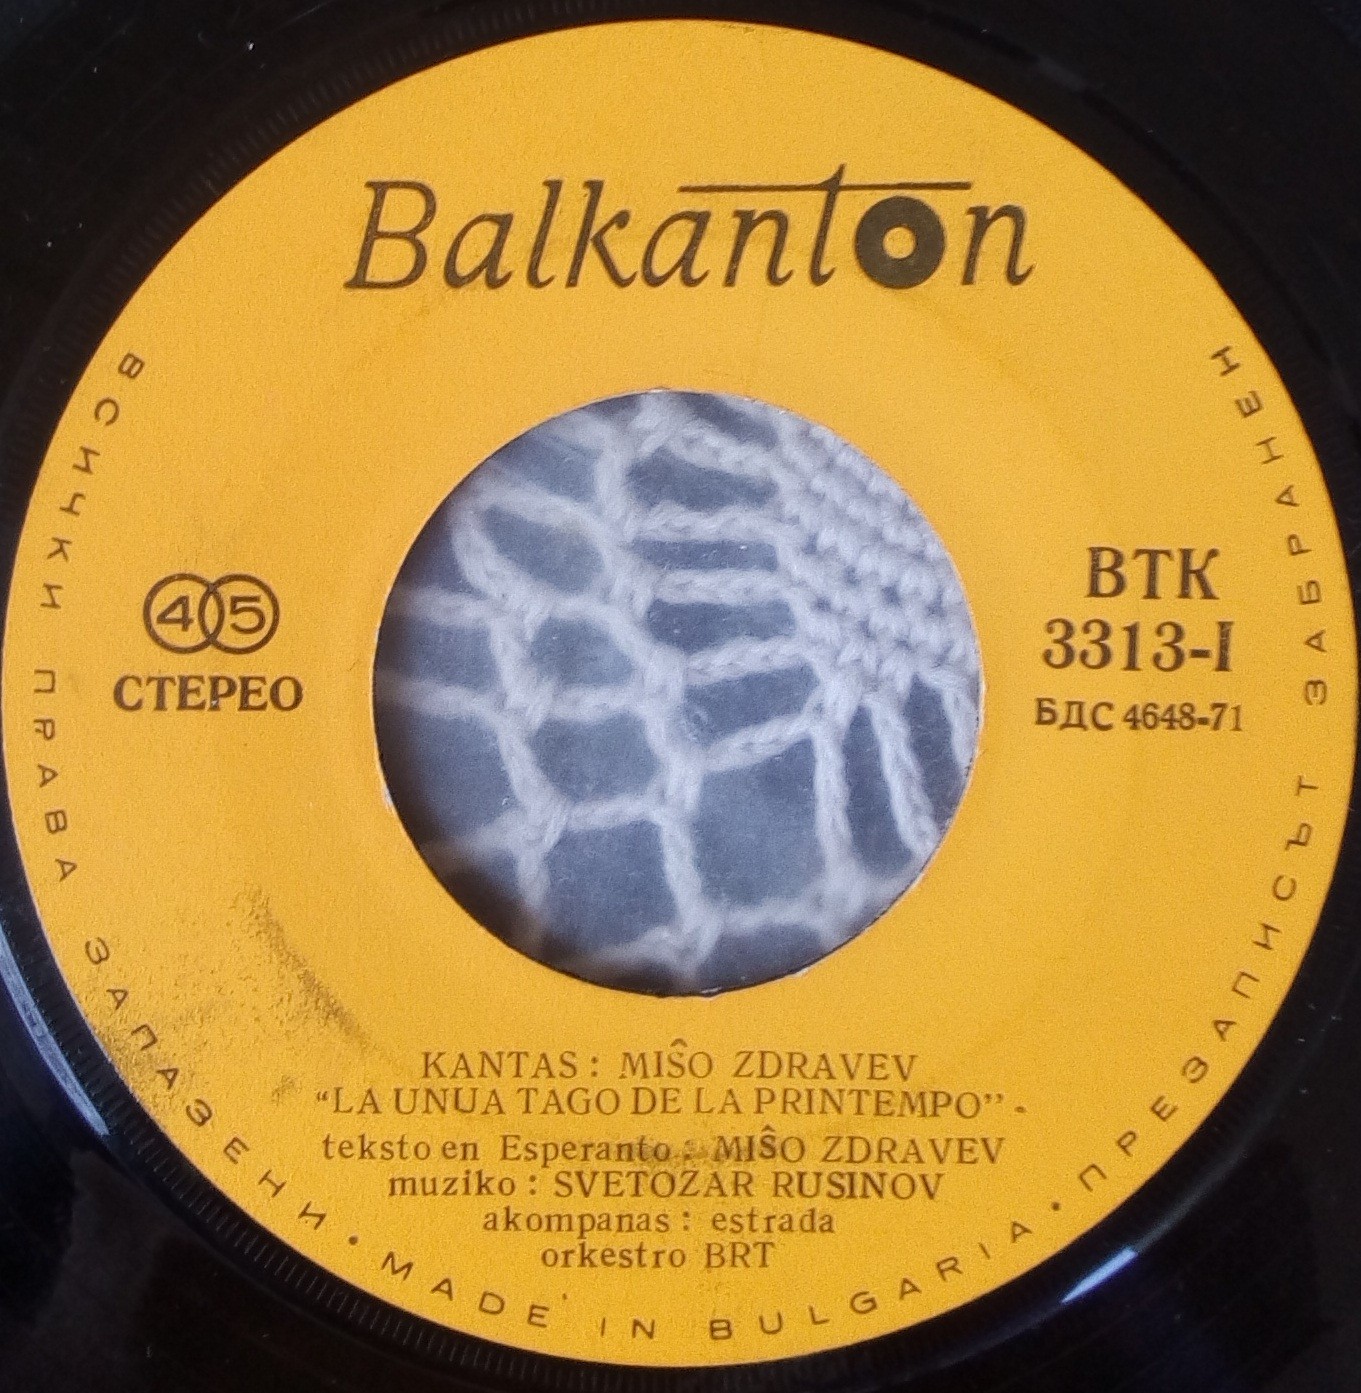 Balkanton
45
СТЕРЕО
ВТК
3313-I
БДС 4648-71
KANTAS : MIŜO ZDRAVEV
“LA UNUA TAGO DE LA PRINTEMPO” -
teksto en Esperanto : MIŜO ZDRAVEV
muziko : SVETOZAR RUSINOV
akompanas : estrada
orkestro BRT
ВСИЧКИ ПРАВА ЗАПАЗЕНИ · MADE IN BULGARIA · ПРЕЗАПИСЪТ ЗАБРАНЕН